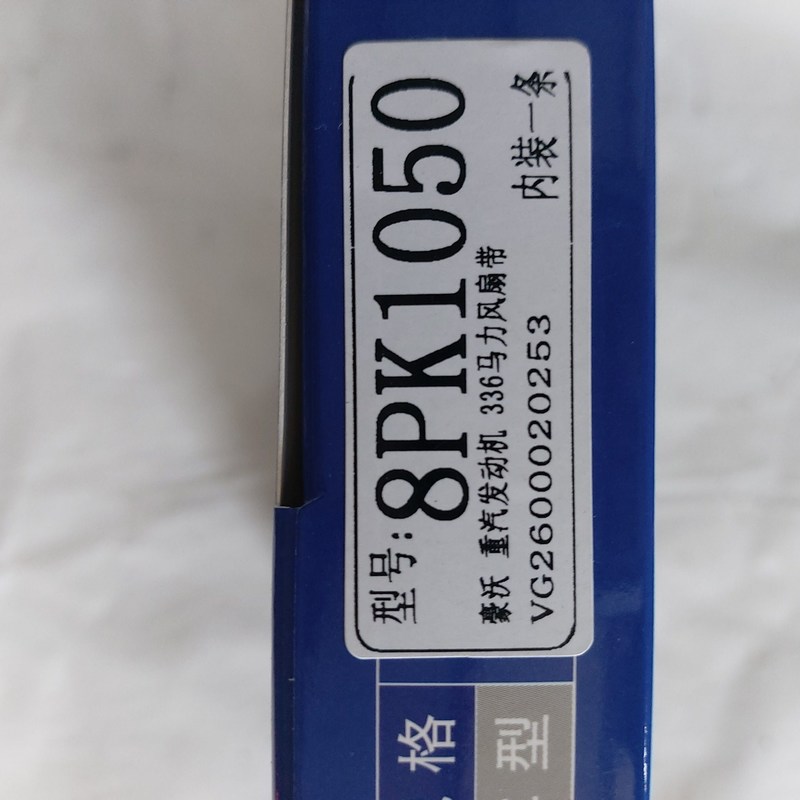 型号:8PK1050
豪沃 重汽发动机 336马力风扇带
VG2600020253
内装一条
格
型